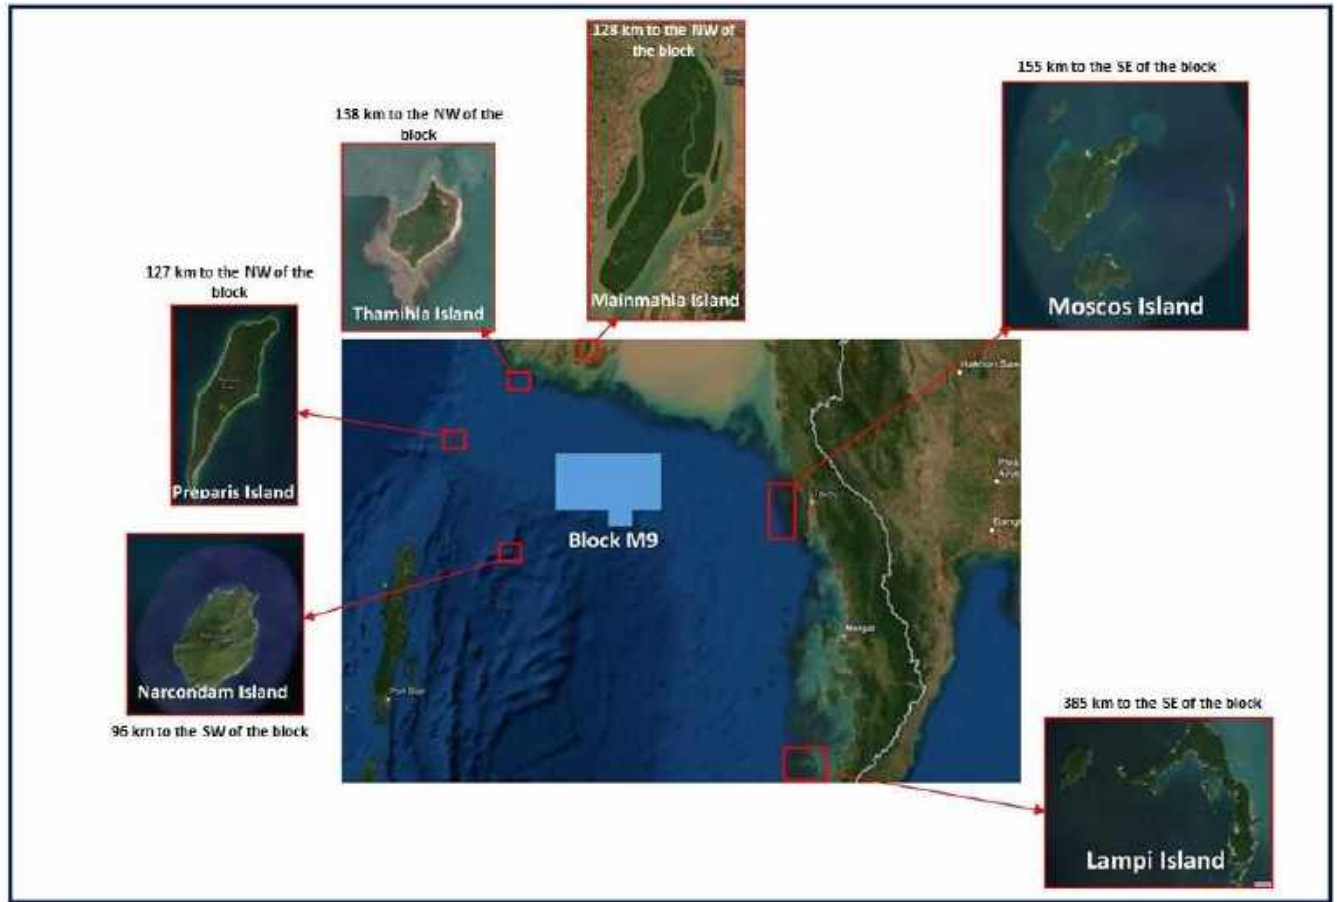 128 km to the NW of
the block
155 km to the SE of the block
138 km to the NW of the
block
Mainmahla Island
Thamihla Island
Moscos Island
127 km to the NW of the
block
Preparis Island
Block M9
Narcondam Island
96 km to the SW of the block
Mergui
Port Blair
385 km to the SE of the block
Lampi Island